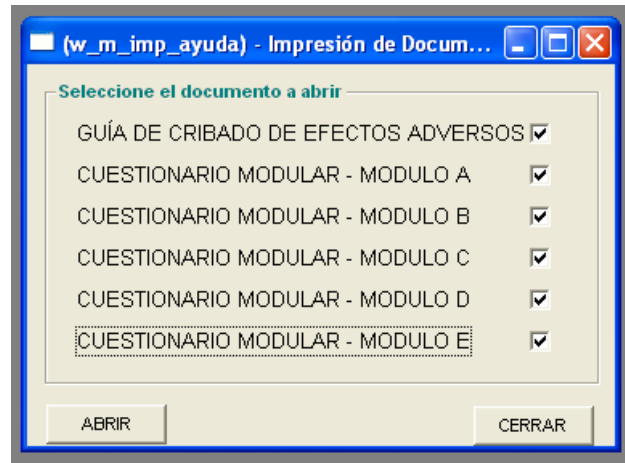 (w_m_imp_ayuda) - Impresión de Docum...
Seleccione el documento a abrir
GUÍA DE CRIBADO DE EFECTOS ADVERSOS
CUESTIONARIO MODULAR - MODULO A
CUESTIONARIO MODULAR - MODULO B
CUESTIONARIO MODULAR - MODULO C
CUESTIONARIO MODULAR - MODULO D
CUESTIONARIO MODULAR - MODULO E
ABRIR CERRAR